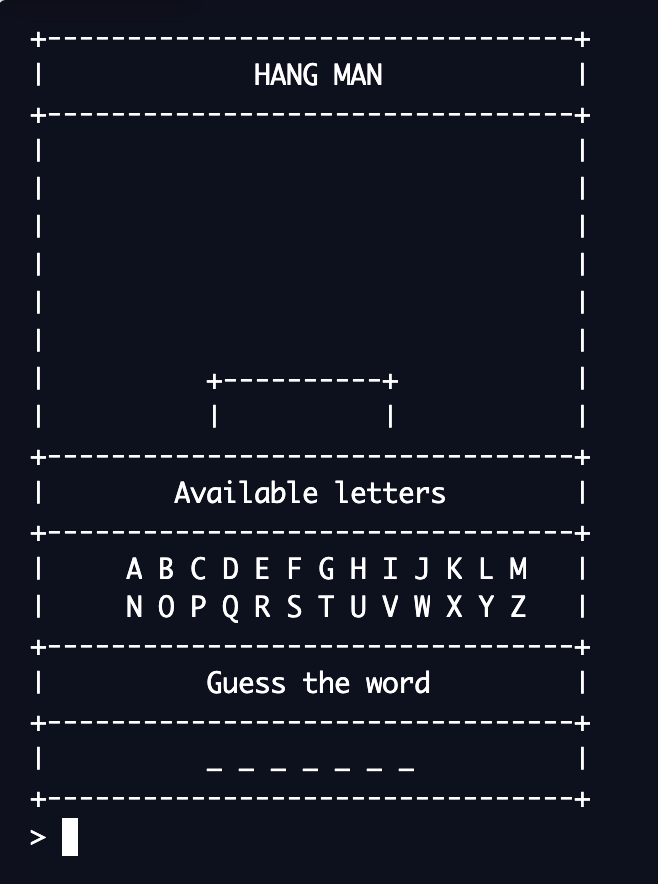 +---------------------------------+
|             HANG MAN            |
+---------------------------------+
|                                 |
|                                 |
|                                 |
|                                 |
|                                 |
|                                 |
|          +----------+           |
|          |          |           |
+---------------------------------+
|        Available letters        |
+---------------------------------+
|     A B C D E F G H I J K L M   |
|     N O P Q R S T U V W X Y Z   |
+---------------------------------+
|          Guess the word         |
+---------------------------------+
|          _ _ _ _ _ _ _          |
+---------------------------------+
>